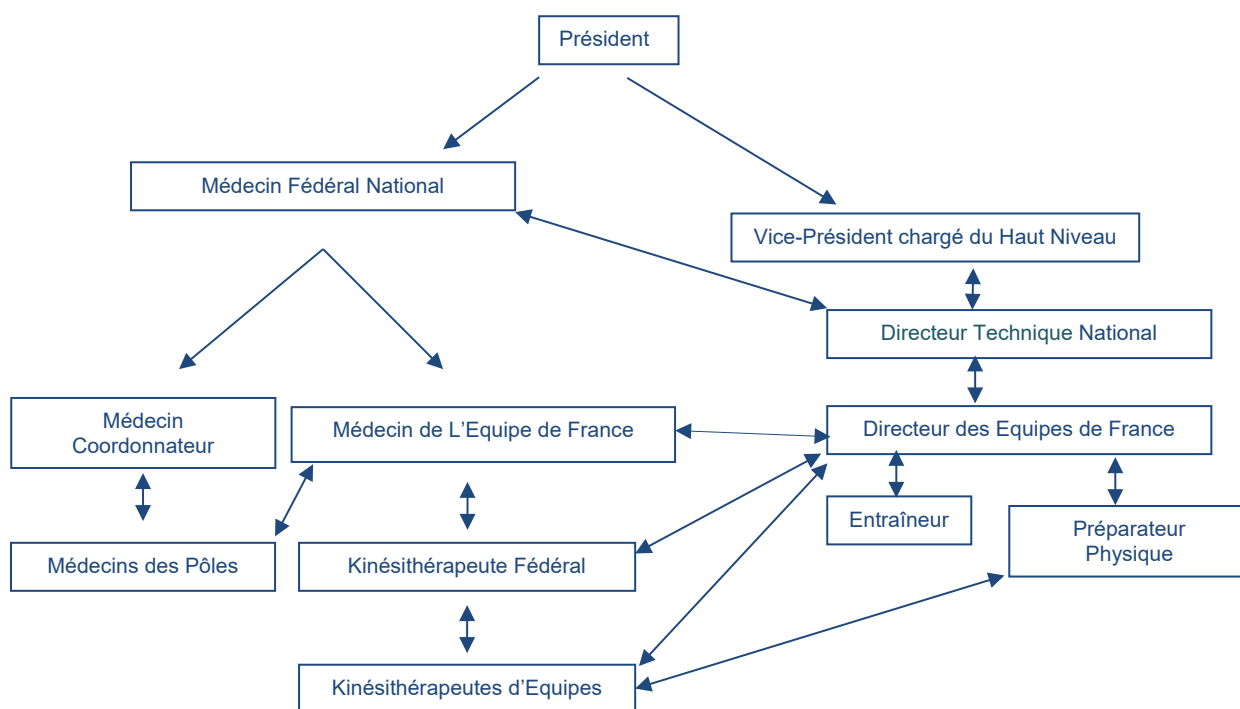 Président
Médecin Fédéral National
Vice-Président chargé du Haut Niveau
Directeur Technique National
Médecin
Coordonnateur
Médecin de L’Equipe de France
Directeur des Equipes de France
Entraîneur
Préparateur
Physique
Médecins des Pôles
Kinésithérapeute Fédéral
Kinésithérapeutes d’Equipes